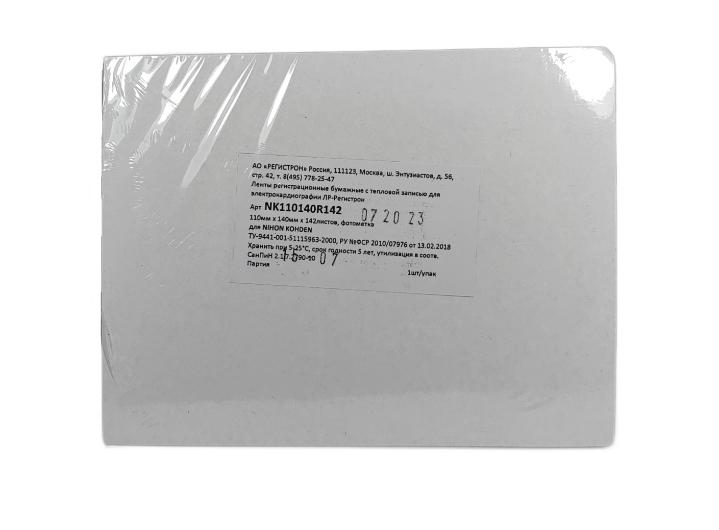 АО «РЕГИСТРОН» Россия, 111123, Москва, ш. Энтузиастов, д. 56,
стр. 42, т. 8(495) 778-25-47
Ленты регистрационные бумажные с тепловой записью для
электрокардиографии ЛР-Регистрон
Арт NK110140R142 07 20 23
110мм х 140мм х 142листов, фотометка
для NIHON KOHDEN
ТУ-9441-001-51115963-2000, РУ №ФСР 2010/07976 от 13.02.2018
Хранить при 5-25°С, срок годности 5 лет, утилизация в соотв.
СанПиН 15 07
Партия 1шт/упак